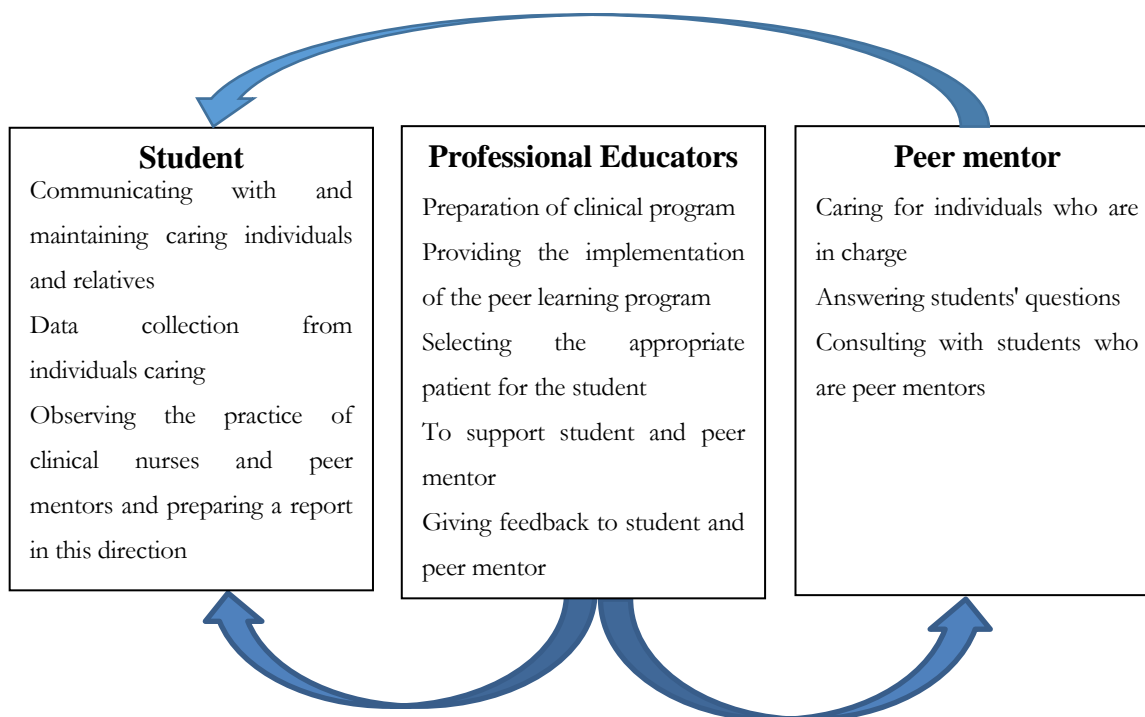 Student
Communicating with and
maintaining caring individuals
and relatives
Data collection from
individuals caring
Observing the practice of
clinical nurses and peer
mentors and preparing a report
in this direction
Professional Educators
Preparation of clinical program
Providing the implementation
of the peer learning program
Selecting the appropriate
patient for the student
To support student and peer
mentor
Giving feedback to student and
peer mentor
Peer mentor
Caring for individuals who are
in charge
Answering students' questions
Consulting with students who
are peer mentors